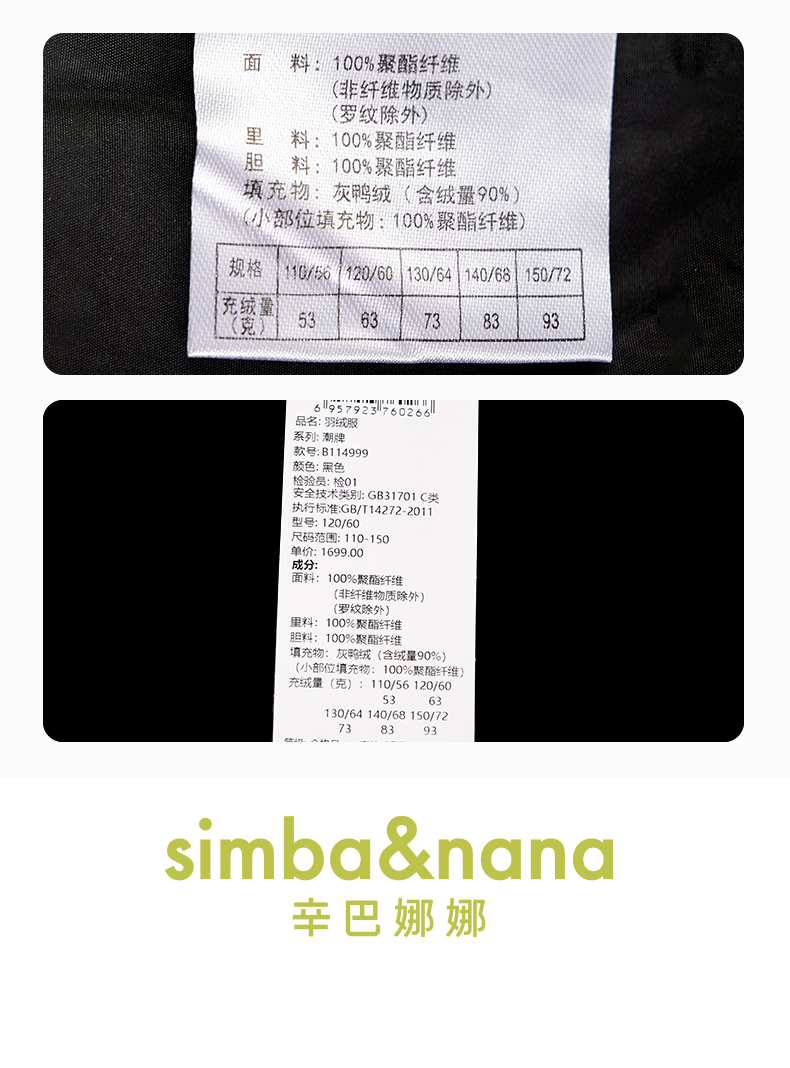 面 料: 100%聚酯纤维
(非纤维物质除外)
(罗纹除外)
里 料: 100%聚酯纤维
胆 料: 100%聚酯纤维
填充物: 灰鸭绒 (含绒量90%)
(小部位填充物: 100%聚酯纤维)
规格 110/56 120/60 130/64 140/68 150/72
充绒量(克) 53 63 73 83 93
6 957923 760266
品名: 羽绒服
系列: 潮牌
款号: B114999
颜色: 黑色
检验员: 检01
安全技术类别: GB31701 C类
执行标准:GB/T14272-2011
型号: 120/60
尺码范围: 110-150
单价: 1699.00
成分:
面料: 100%聚酯纤维
(非纤维物质除外)
(罗纹除外)
里料: 100%聚酯纤维
胆料: 100%聚酯纤维
填充物: 灰鸭绒 (含绒量90%)
(小部位填充物: 100%聚酯纤维)
充绒量 (克): 110/56 120/60
53 63
130/64 140/68 150/72
73 83 93
simba&nana
辛巴娜娜